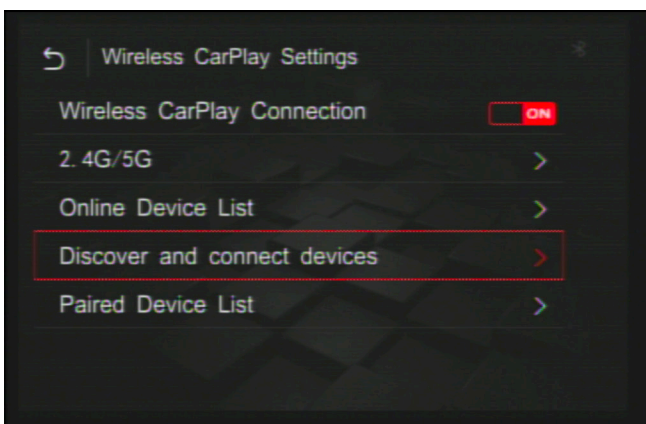 Wireless CarPlay Settings
Wireless CarPlay Connection ON
2.4G/5G
Online Device List
Discover and connect devices
Paired Device List